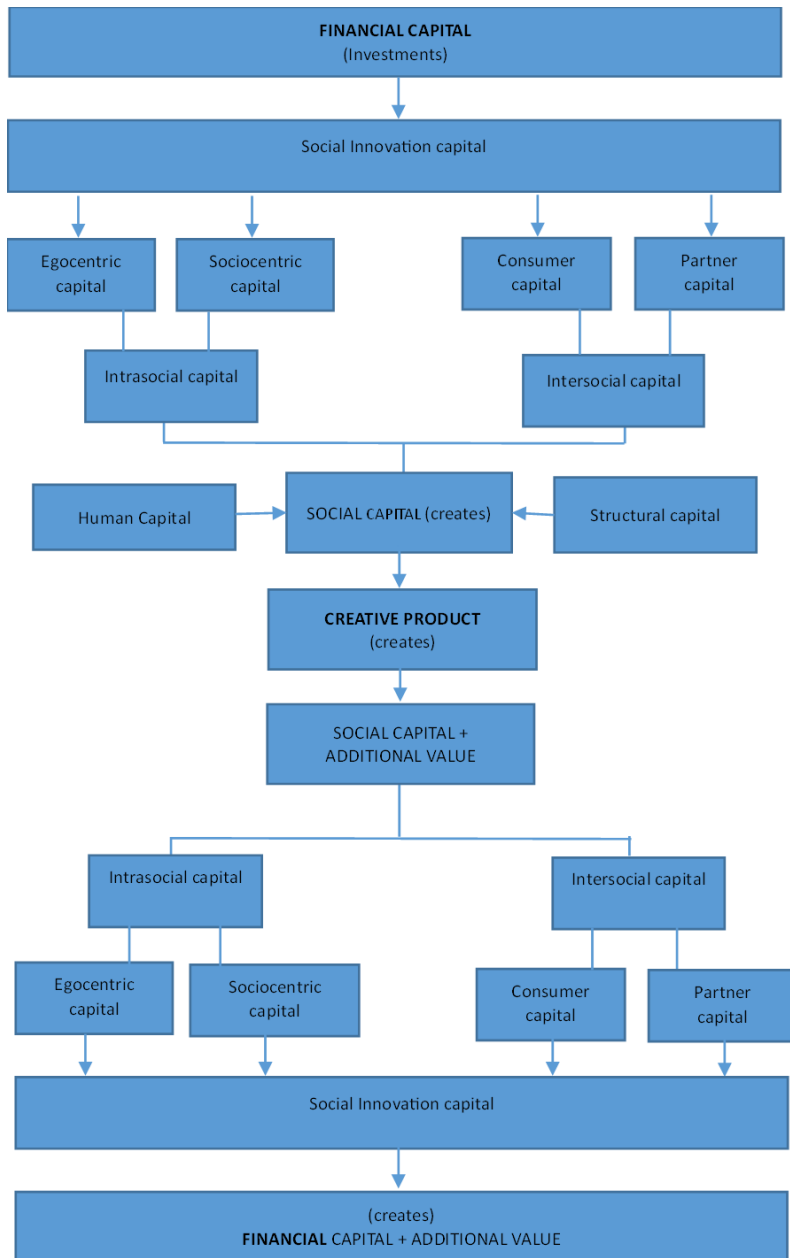 FINANCIAL CAPITAL
(Investments)
Social Innovation capital
Egocentric
capital
Sociocentric
capital
Consumer
capital
Partner
capital
Intrasocial capital
Intersocial capital
Human Capital
SOCIAL CAPITAL (creates)
Structural capital
CREATIVE PRODUCT
(creates)
SOCIAL CAPITAL +
ADDITIONAL VALUE
Intrasocial capital
Intersocial capital
Egocentric
capital
Sociocentric
capital
Consumer
capital
Partner
capital
Social Innovation capital
(creates)
FINANCIAL CAPITAL + ADDITIONAL VALUE